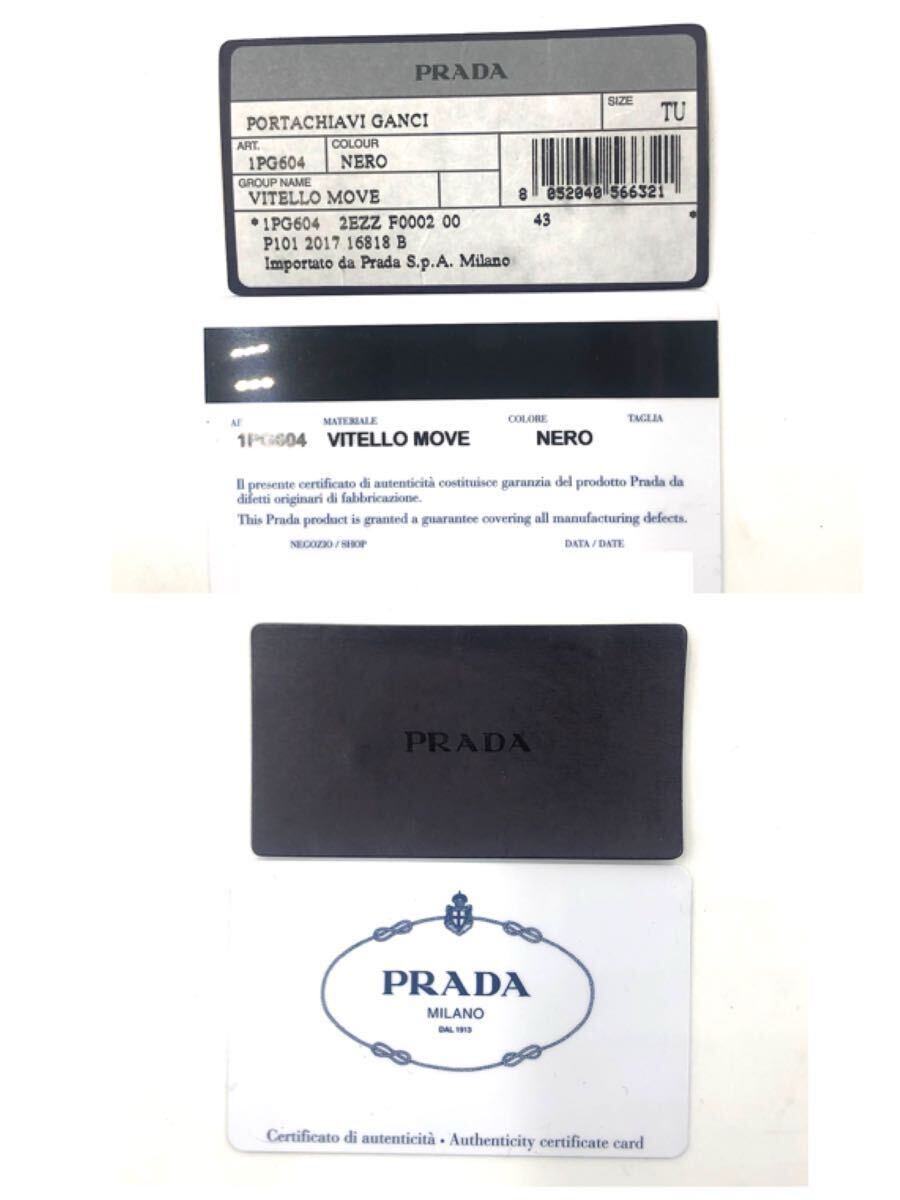 PRADA
PORTACHIAVI GANCI
SIZE
TU
ART.
1PG604
COLOUR
NERO
GROUP NAME
VITELLO MOVE
8 052040 566321
*1PG604 2EZZ F0002 00 43 *
P101 2017 16818 B
Importato da Prada S.p.A. Milano
MATERIALE COLORE TAGLIA
1PG604 VITELLO MOVE NERO
Il presente certificato di autenticità costituisce garanzia del prodotto Prada da
difetti originari di fabbricazione.
This Prada product is granted a guarantee covering all manufacturing defects.
NEGOZIO / SHOP DATA / DATE
PRADA
PRADA
MILANO
DAL 1913
Certificato di autenticità • Authenticity certificate card